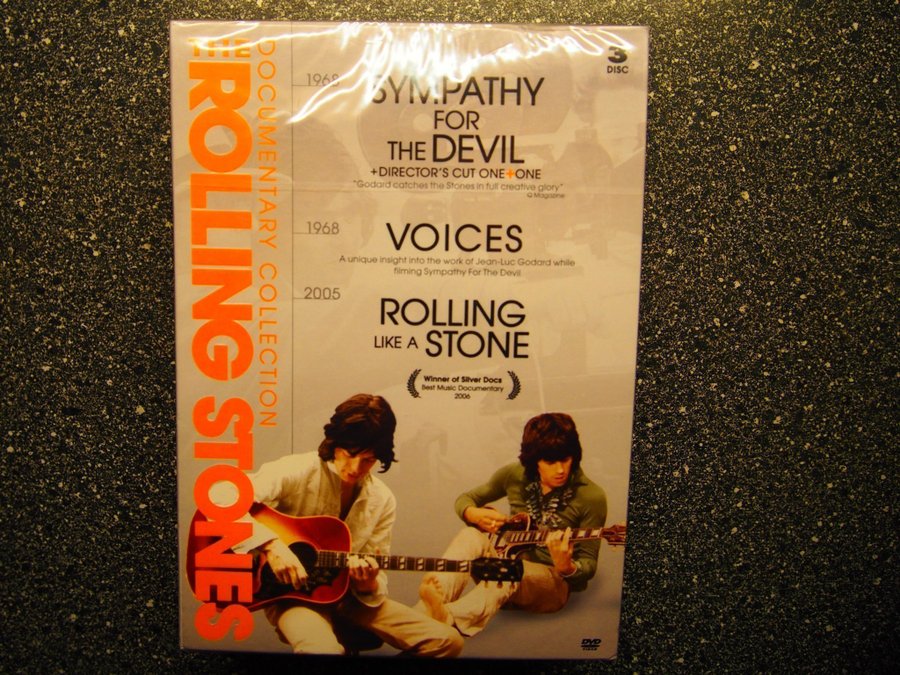 THE ROLLING STONES
DOCUMENTARY COLLECTION
3
DISC
1968
SYMPATHY
FOR
THE DEVIL
+DIRECTOR'S CUT ONE+ONE
"Godard catches the Stones in full creative glory"
Q Magazine
1968
VOICES
A unique insight into the work of Jean-Luc Godard while
filming Sympathy For The Devil
2005
ROLLING
LIKE A STONE
Winner of Silver Docs
Best Music Documentary
2006
DVD
VIDEO